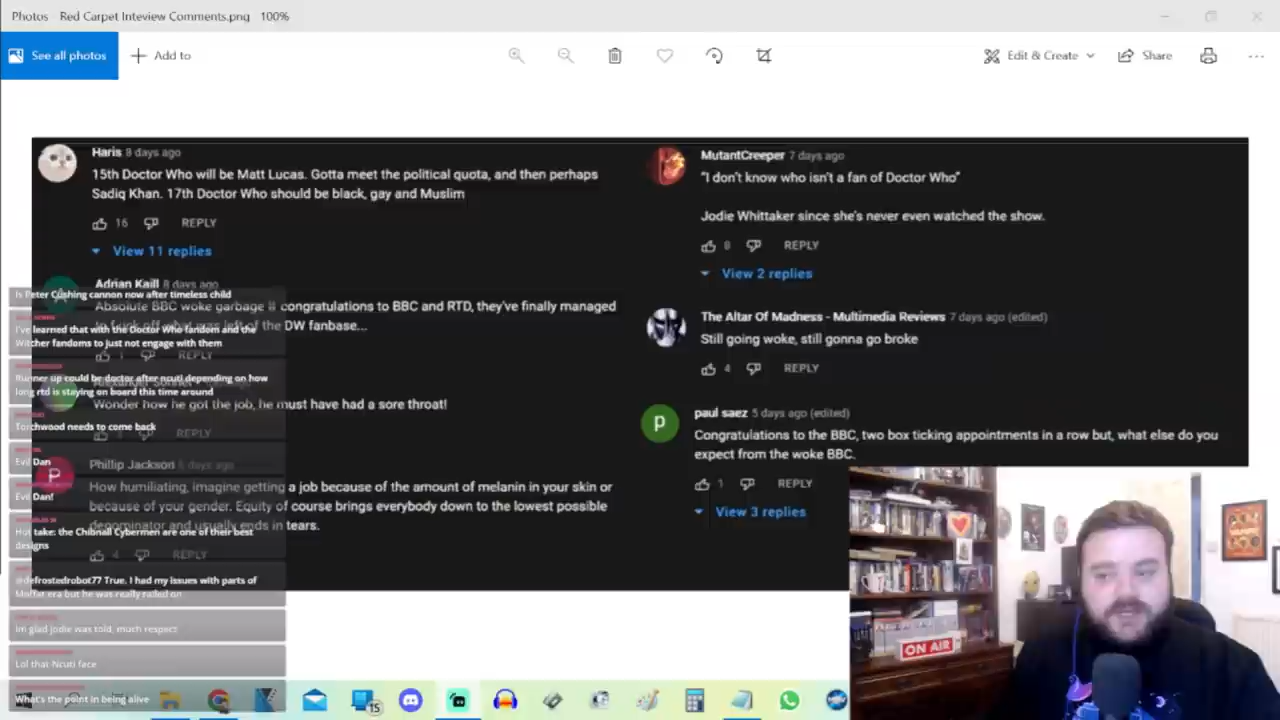 Photos - Red Carpet Inteview Comments.png 100%
See all photos
Add to
Edit & Create
Share
Haris 8 days ago
15th Doctor Who will be Matt Lucas. Gotta meet the political quota, and then perhaps
Sadiq Khan. 17th Doctor Who should be black, gay and Muslim
16 REPLY
View 11 replies
Adrian Kaill 8 days ago
Absolute BBC woke garbage congratulations to BBC and RTD, they've finally managed
of the DW fanbase...
1 REPLY
Wonder how he got the job, he must have had a sore throat!
REPLY
Phillip Jackson 6 days ago
How humiliating, imagine getting a job because of the amount of melanin in your skin or
because of your gender. Equity of course brings everybody down to the lowest possible
denominator and usually ends in tears.
4 REPLY
MutantCreeper 7 days ago
"I don't know who isn't a fan of Doctor Who"
Jodie Whittaker since she's never even watched the show.
8 REPLY
View 2 replies
The Altar Of Madness - Multimedia Reviews 7 days ago (edited)
Still going woke, still gonna go broke
4 REPLY
p
paul saez 5 days ago (edited)
Congratulations to the BBC, two box ticking appointments in a row but, what else do you
expect from the woke BBC.
1 REPLY
View 3 replies
Is Peter Cushing cannon now after timeless child
I've learned that with the Doctor Who fandom and the
Witcher fandoms to just not engage with them
Runner up could be doctor after ncuti depending on how
long rtd is staying on board this time around
Torchwood needs to come back
Evil Dan
Evil Dan!
Hot take: the Chibnall Cybermen are one of their best
designs
@defrostedrobot77 True. I had my issues with parts of
Moffat era but he was really railed on
Im glad jodie was told, much respect
Lol that Ncuti face
What's the point in being alive
P
ON AIR
15